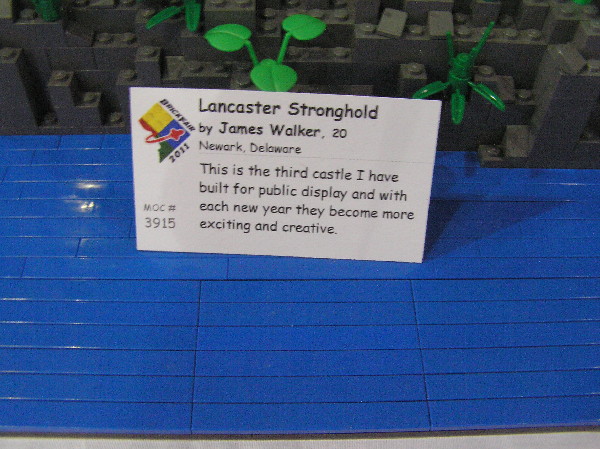 BRICKFAIR
2011
Lancaster Stronghold
by James Walker, 20
Newark, Delaware
This is the third castle I have
built for public display and with
each new year they become more
exciting and creative.
MOC #
3915